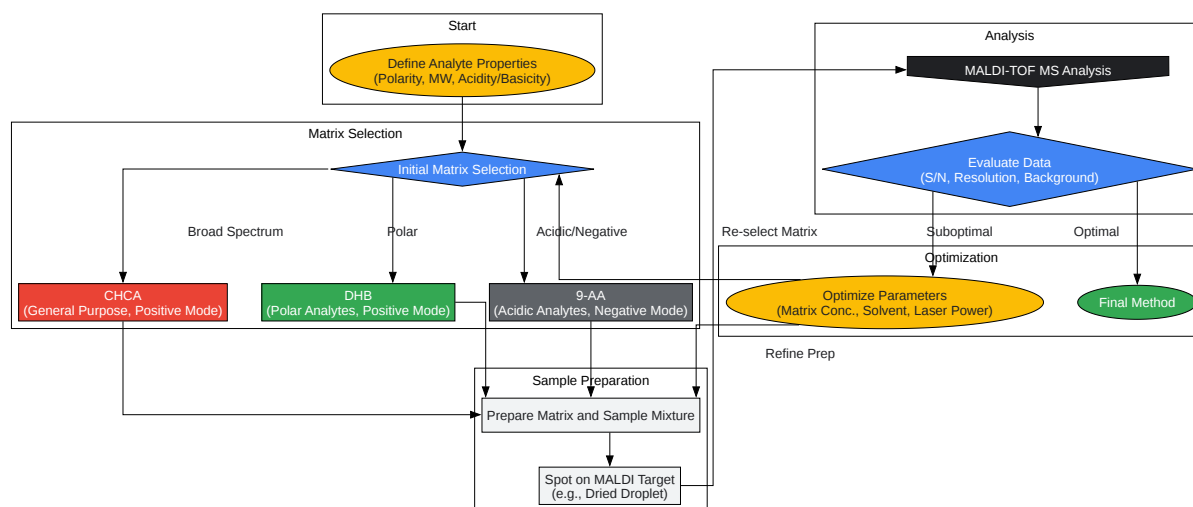 Start
Define Analyte Properties
(Polarity, MW, Acidity/Basicity)
Matrix Selection
Initial Matrix Selection
Broad Spectrum
Polar
Acidic/Negative
CHCA
(General Purpose, Positive Mode)
DHB
(Polar Analytes, Positive Mode)
9-AA
(Acidic Analytes, Negative Mode)
Sample Preparation
Prepare Matrix and Sample Mixture
Spot on MALDI Target
(e.g., Dried Droplet)
Analysis
MALDI-TOF MS Analysis
Evaluate Data
(S/N, Resolution, Background)
Re-select Matrix
Suboptimal
Optimal
Optimization
Optimize Parameters
(Matrix Conc., Solvent, Laser Power)
Final Method
Refine Prep